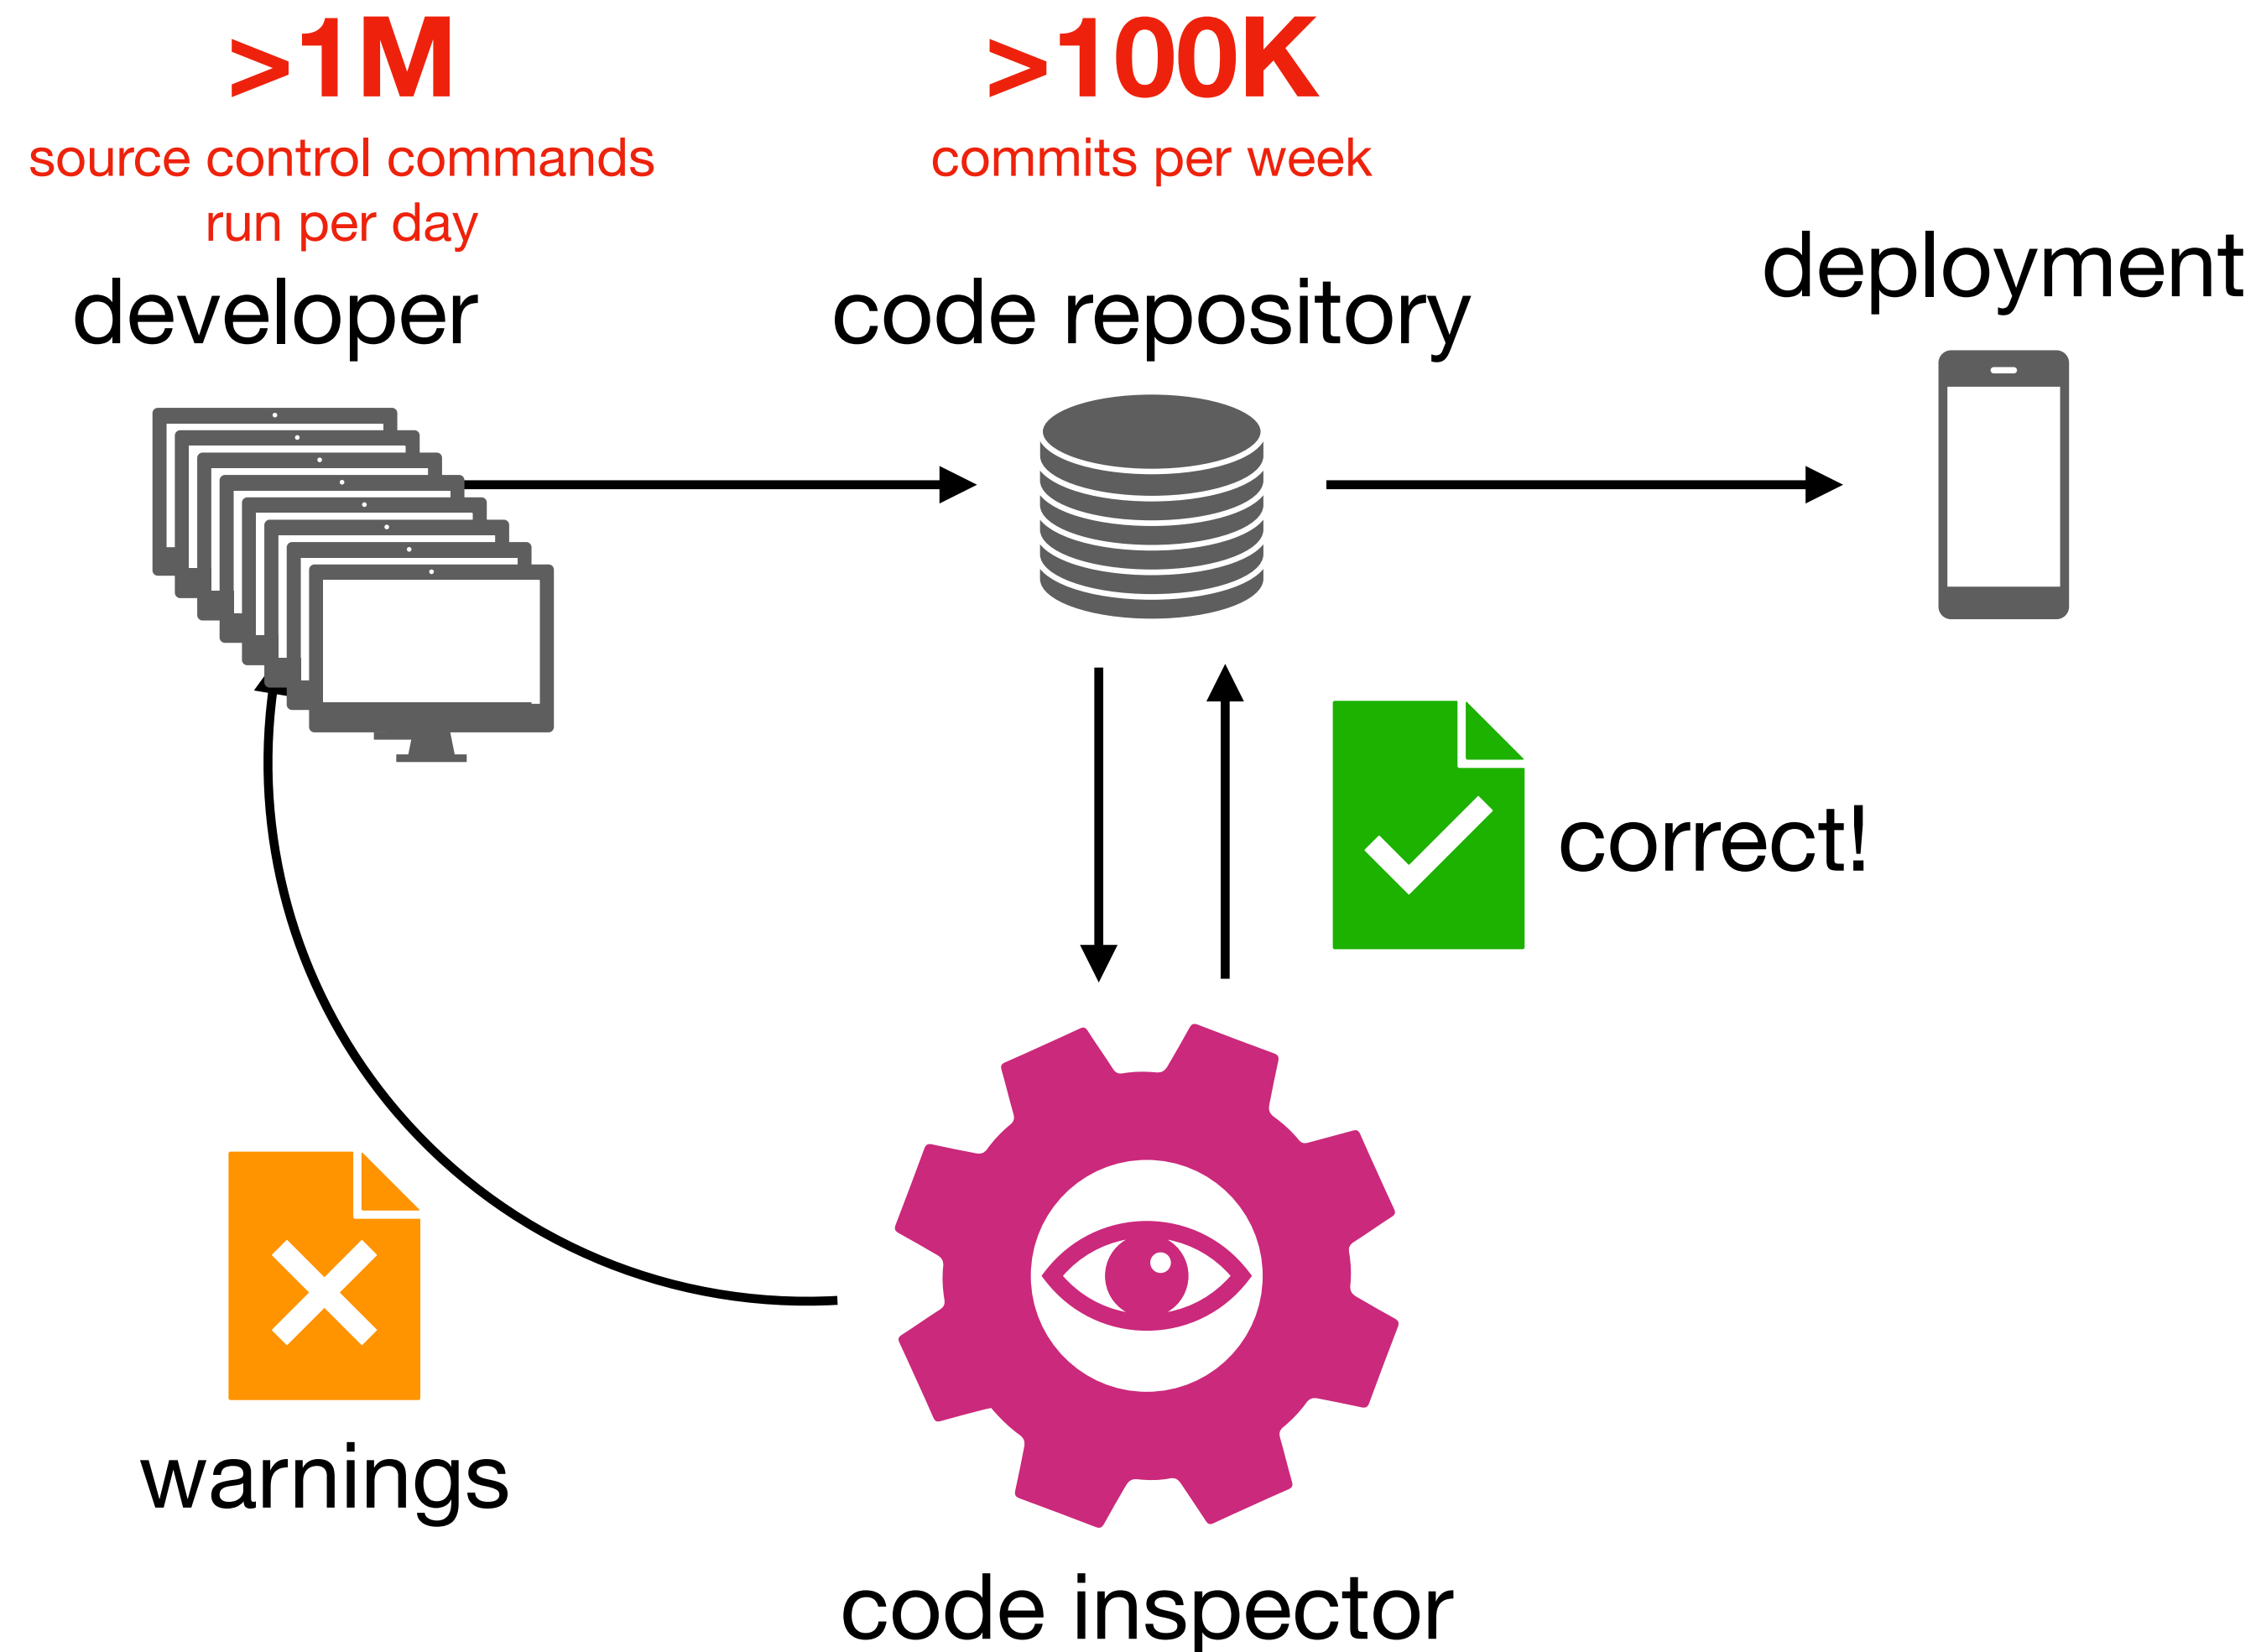 >1M
source control commands
run per day
developer
>100K
commits per week
code repository
deployment
correct!
warnings
code inspector